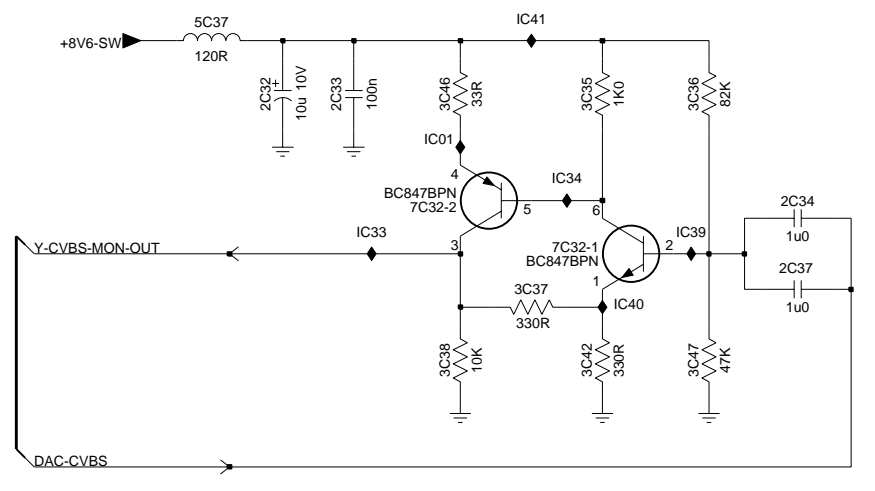 IC41
5C37
+8V6-SW
120R
2C32
+
10u 10V
2C33
100n
3C46
33R
3C35
1K0
3C36
82K
IC01
4
BC847BPN
7C32-2
IC34
5
6
2C34
1u0
IC33
3
7C32-1
BC847BPN
IC39
2
Y-CVBS-MON-OUT
2C37
1u0
1
3C37
330R
IC40
3C38
10K
3C42
330R
3C47
47K
DAC-CVBS